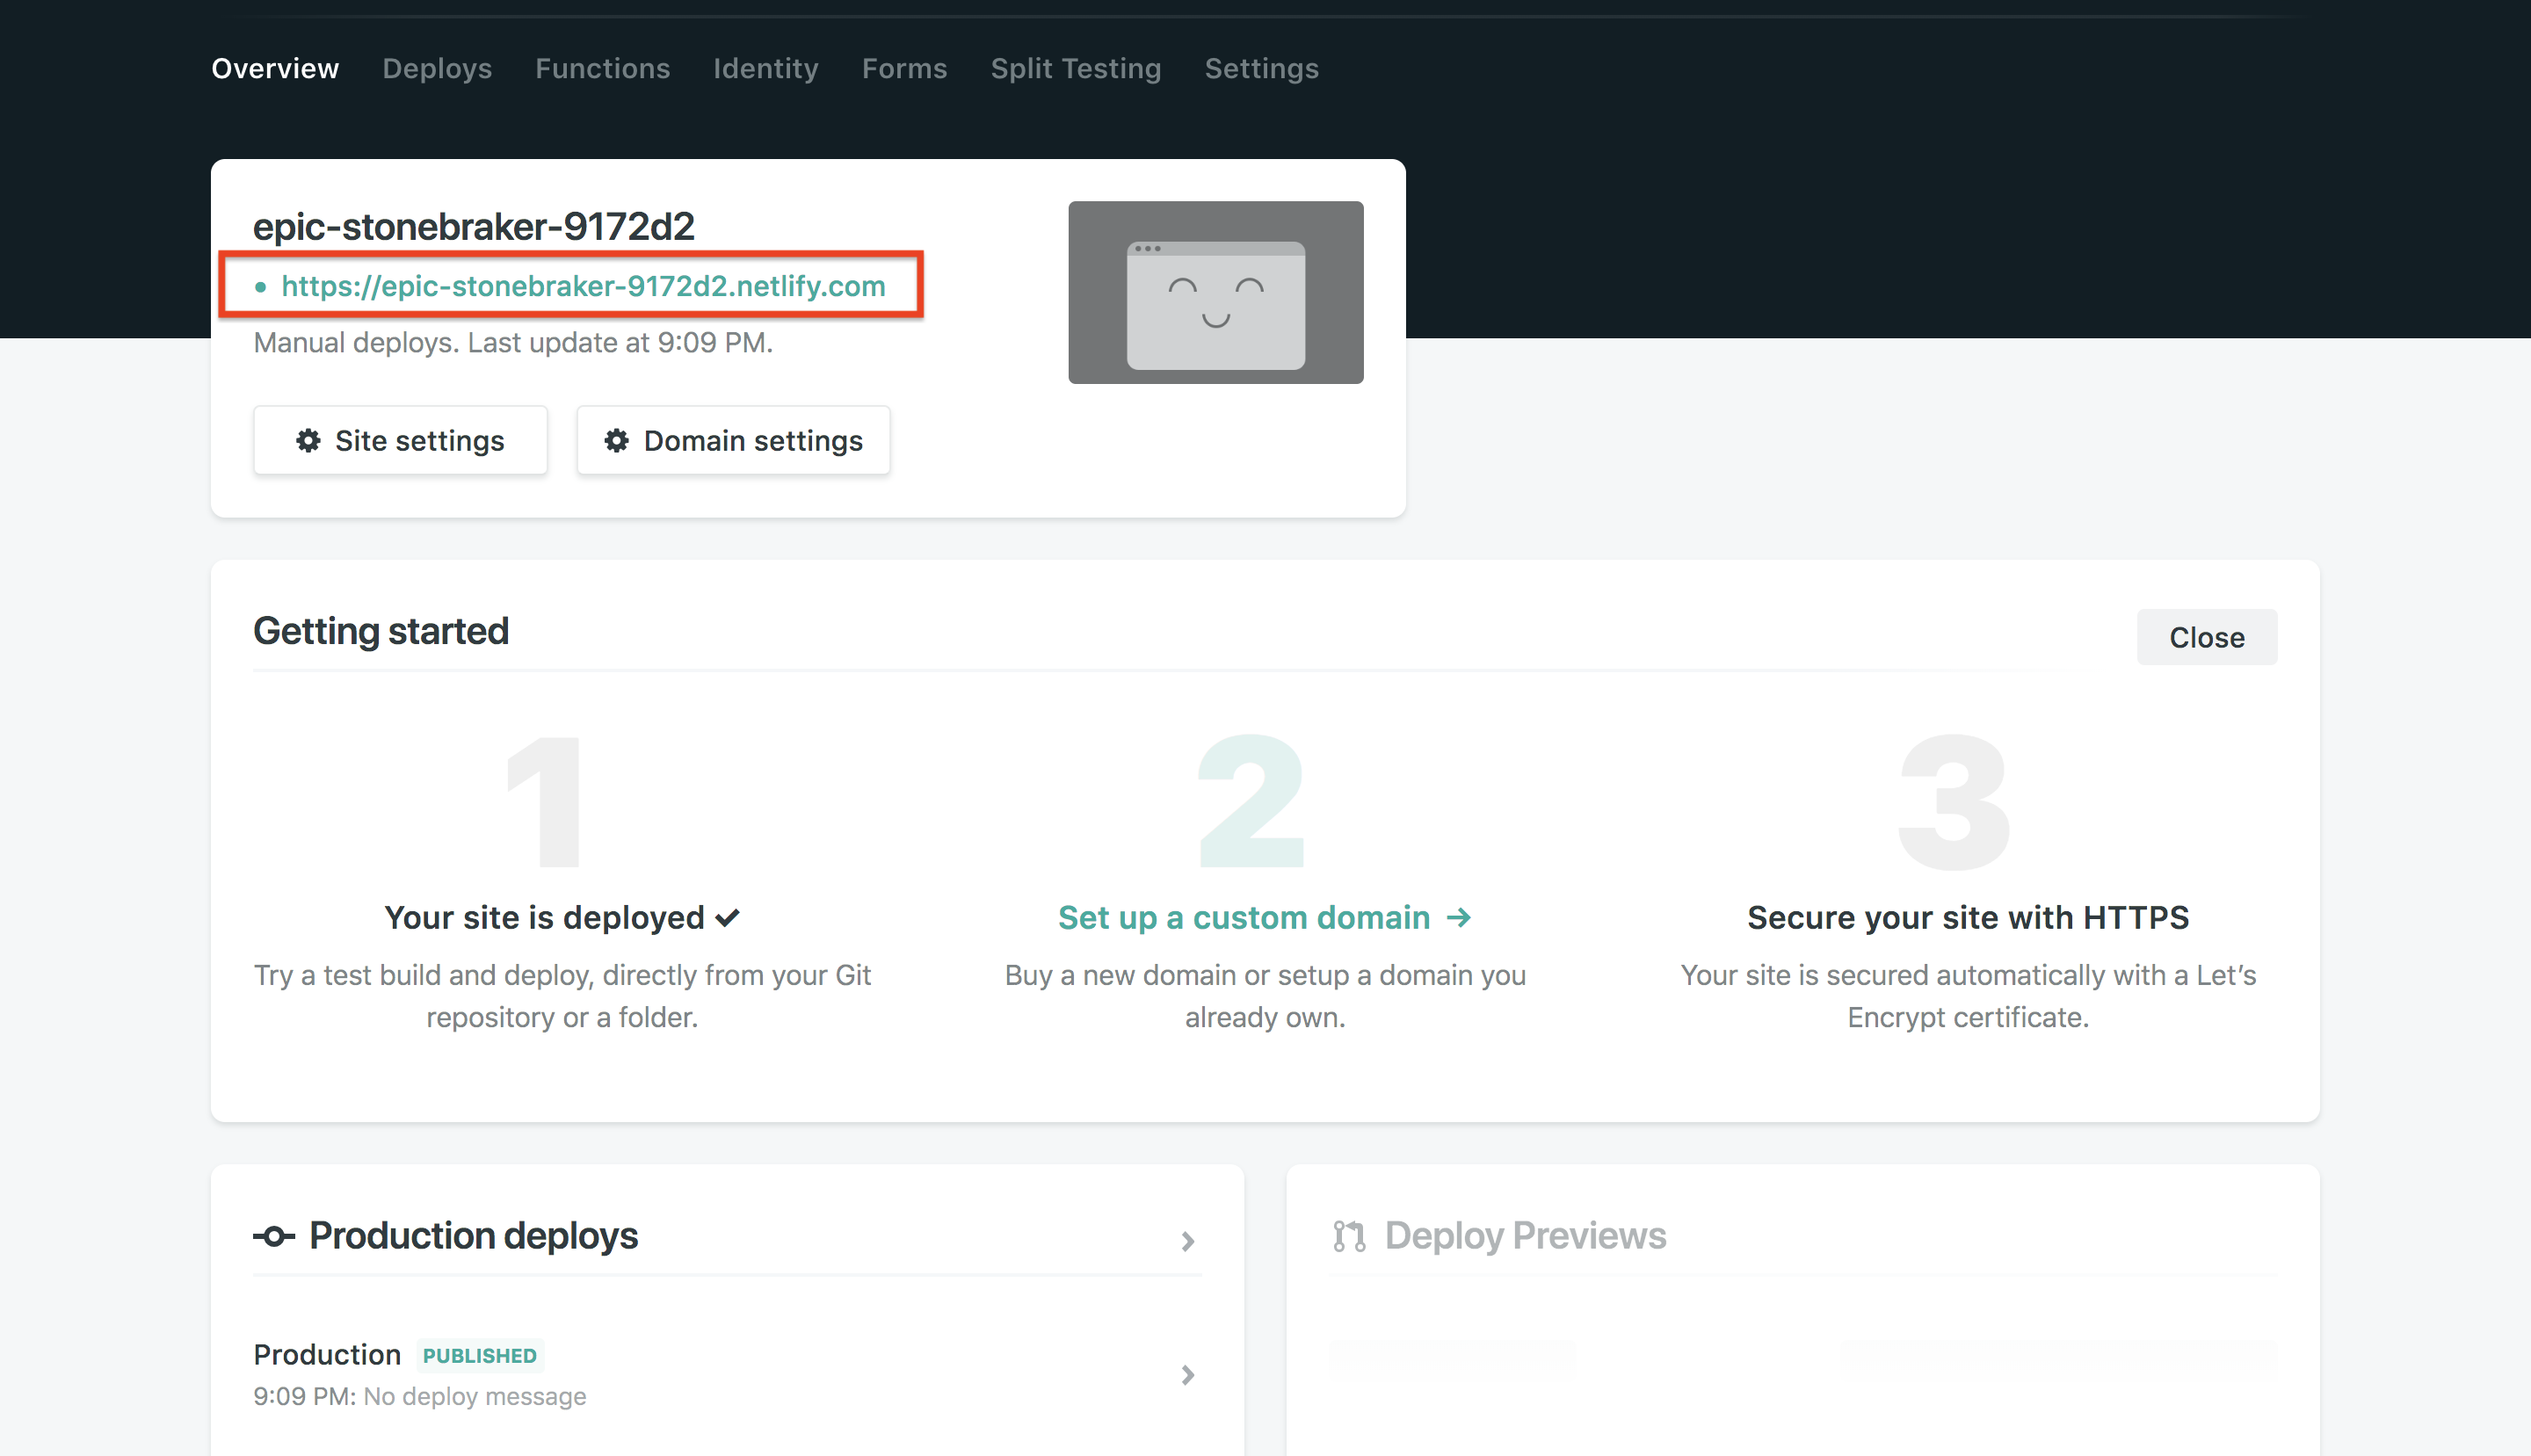 Overview Deploys Functions Identity Forms Split Testing Settings
epic-stonebraker-9172d2
https://epic-stonebraker-9172d2.netlify.com
Manual deploys. Last update at 9:09 PM.
Site settings Domain settings
Getting started
Close
1
Your site is deployed
Try a test build and deploy, directly from your Git
repository or a folder.
2
Set up a custom domain →
Buy a new domain or setup a domain you
already own.
3
Secure your site with HTTPS
Your site is secured automatically with a Let’s
Encrypt certificate.
Production deploys
Production PUBLISHED
9:09 PM: No deploy message
Deploy Previews